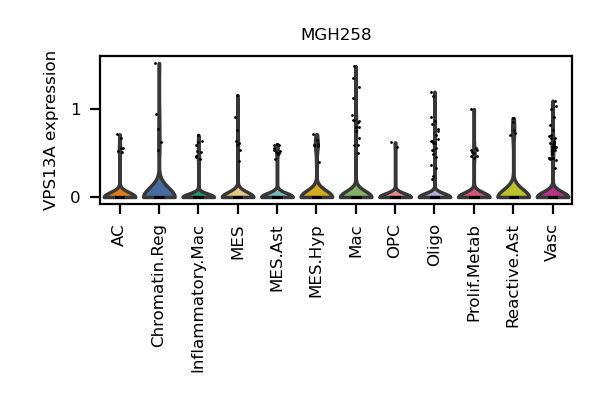 MGH258
VPS13A expression
1
0
AC
Chromatin.Reg
Inflammatory.Mac
MES
MES.Ast
MES.Hyp
Mac
OPC
Oligo
Prolif.Metab
Reactive.Ast
Vasc